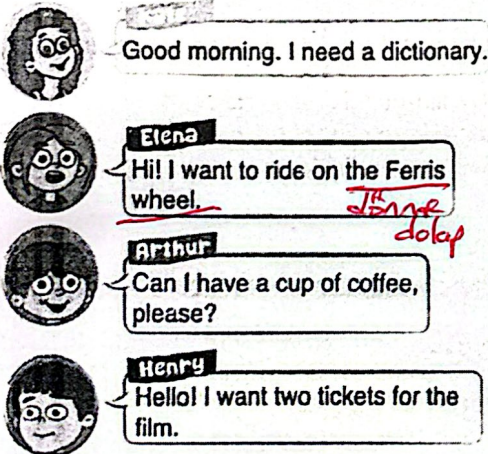 Good morning. I need a dictionary.
Elena
Hi! I want to ride on the Ferris
wheel.
dönme
dolap
Arthur
Can I have a cup of coffee,
please?
Henry
Hello! I want two tickets for the
film.